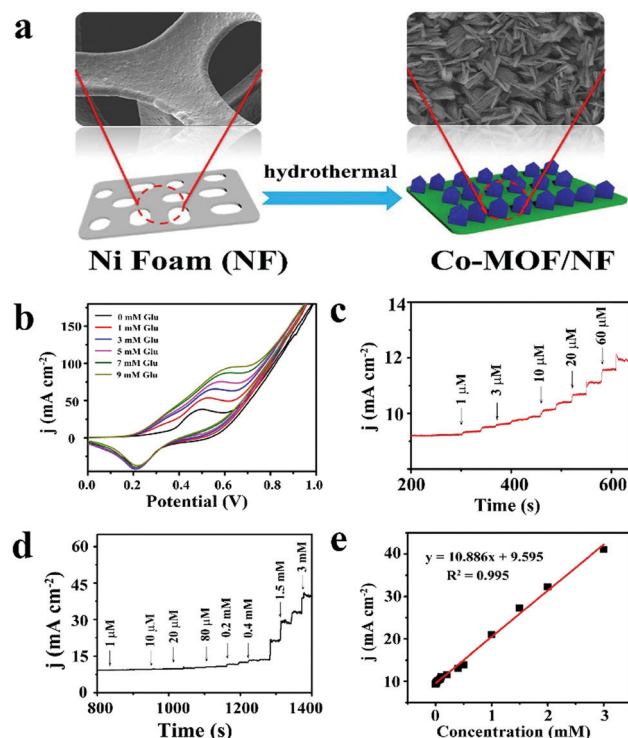 a
hydrothermal
Ni Foam (NF)
Co-MOF/NF
b
j (mA cm⁻²)
150
100
50
0
-50
0 mM Glu
1 mM Glu
3 mM Glu
5 mM Glu
7 mM Glu
9 mM Glu
0.0 0.2 0.4 0.6 0.8 1.0
Potential (V)
c
j (mA cm⁻²)
14
12
10
8
1 µM
3 µM
10 µM
20 µM
60 µM
200 400 600
Time (s)
d
j (mA cm⁻²)
60
45
30
15
0
1 µM
10 µM
20 µM
80 µM
0.2 mM
0.4 mM
1.5 mM
3 mM
800 1000 1200 1400
Time (s)
e
j (mA cm⁻²)
40
30
20
10
y = 10.886x + 9.595
R² = 0.995
0 1 2 3
Concentration (mM)